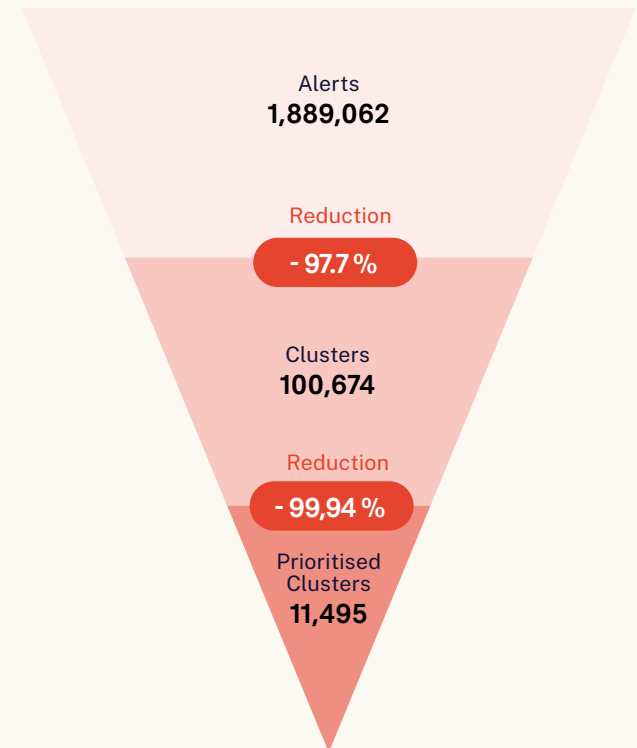 Alerts
1,889,062
Reduction
- 97.7 %
Clusters
100,674
Reduction
- 99,94 %
Prioritised
Clusters
11,495